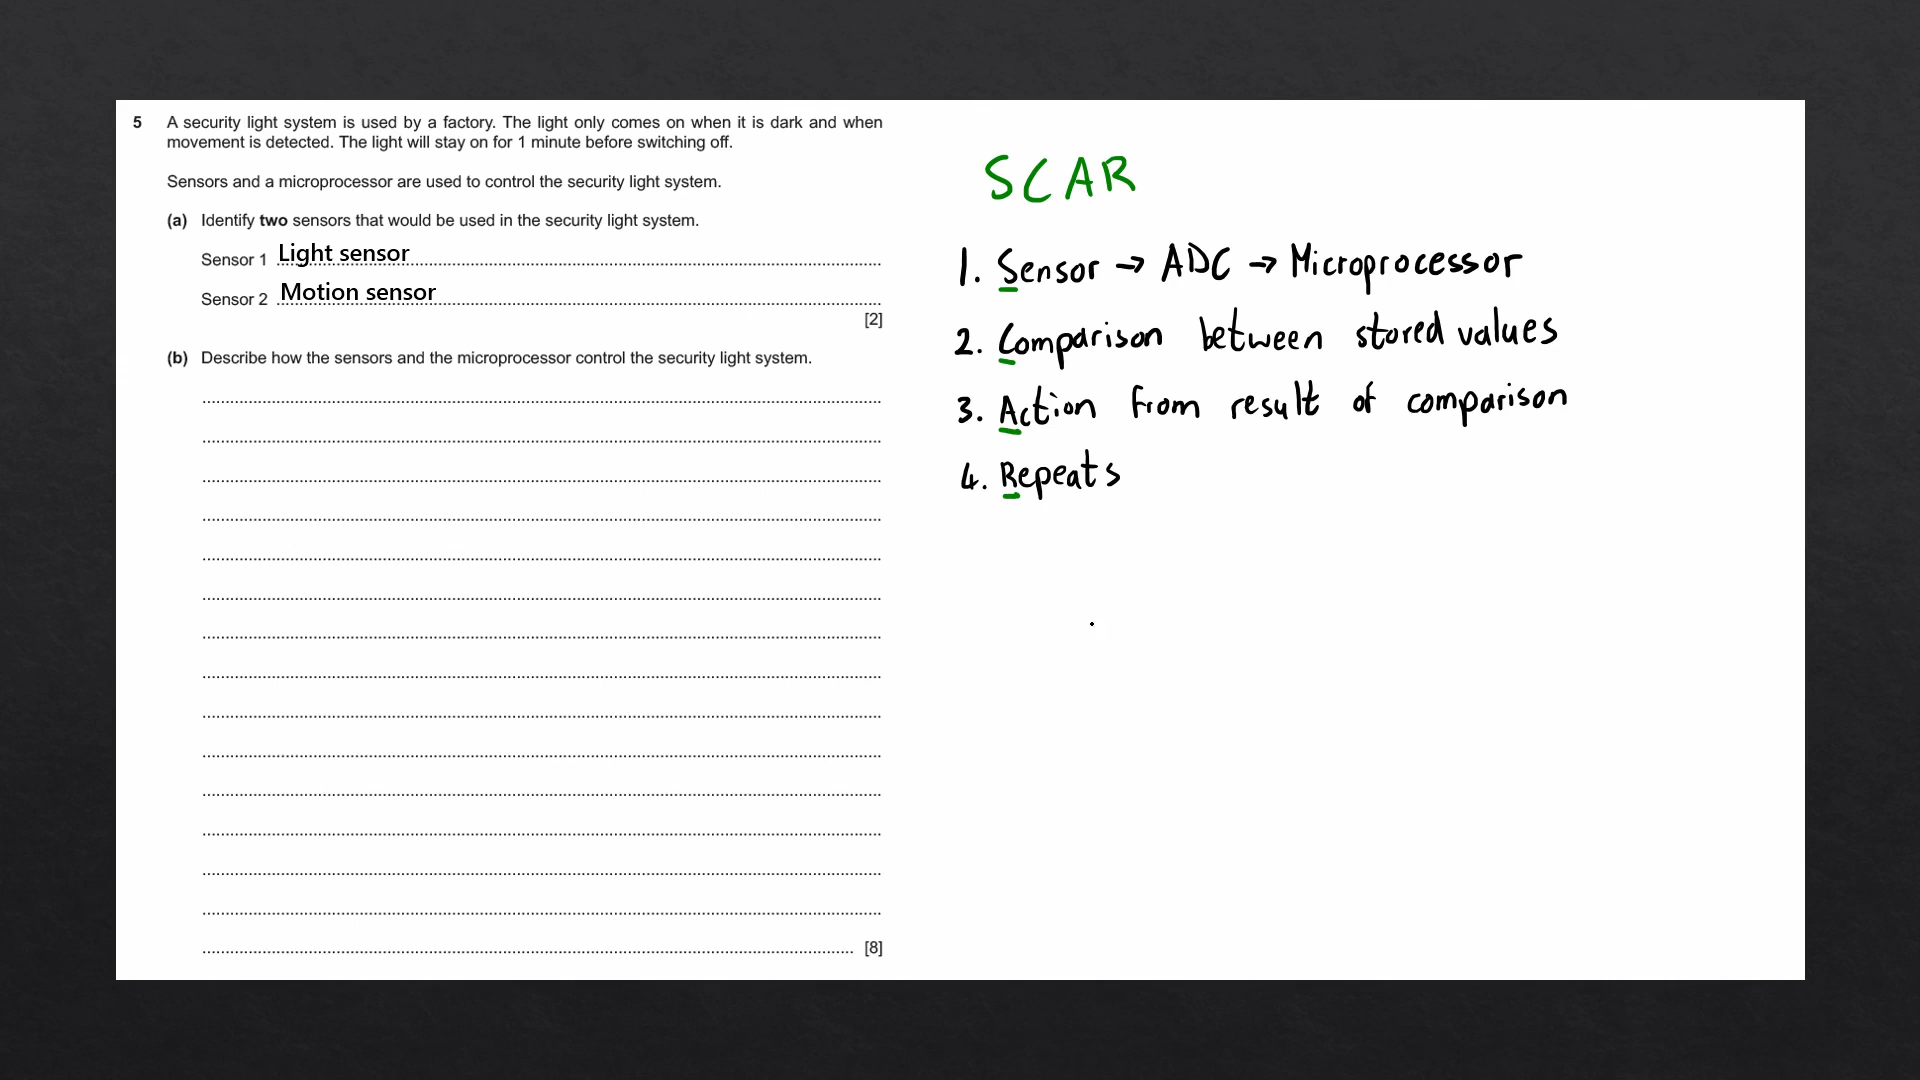 5 A security light system is used by a factory. The light only comes on when it is dark and when
movement is detected. The light will stay on for 1 minute before switching off.
Sensors and a microprocessor are used to control the security light system.
(a) Identify two sensors that would be used in the security light system.
Sensor 1 Light sensor
Sensor 2 Motion sensor
[2]
(b) Describe how the sensors and the microprocessor control the security light system.
[8]
SCAR
1. Sensor → ADC → Microprocessor
2. Comparison between stored values
3. Action from result of comparison
4. Repeats